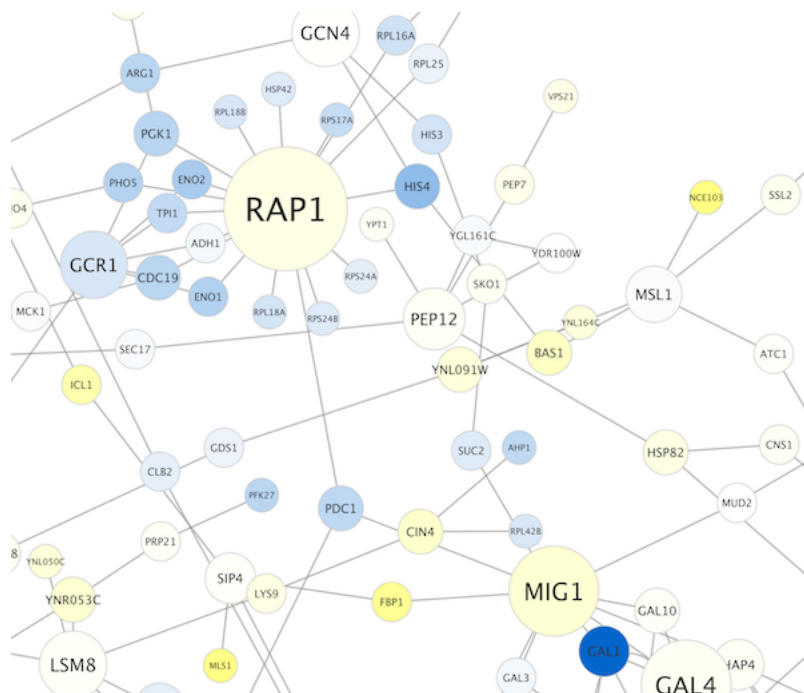 GCN4
RPL16A
RPL25
ARG1
HSP42
VPS21
RPL18B
RPS17A
PGK1
HIS3
PHO5
ENO2
HIS4
PEP7
NCE103
SSL2
TPI1
RAP1
YPT1
YGL161C
ADH1
YDR100W
GCR1
CDC19
RPS24A
SKO1
MSL1
ENO1
MCK1
RPL18A
RPS24B
PEP12
YNL164C
SEC17
BAS1
ATC1
YNL091W
ICL1
GDS1
SUC2
AHP1
HSP82
CNS1
CLB2
PFK27
PDC1
MUD2
CIN4
RPL42B
PRP21
YNL050C
SIP4
YNR053C
LYS9
FBP1
MIG1
GAL10
GAL1
LSM8
MLS1
GAL3
GAL4